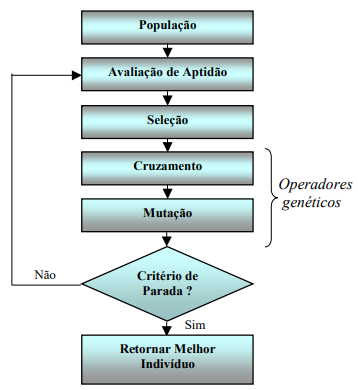 População
Avaliação de Aptidão
Seleção
Cruzamento
Operadores
genéticos
Mutação
Critério de
Parada ?
Não
Sim
Retornar Melhor
Indivíduo